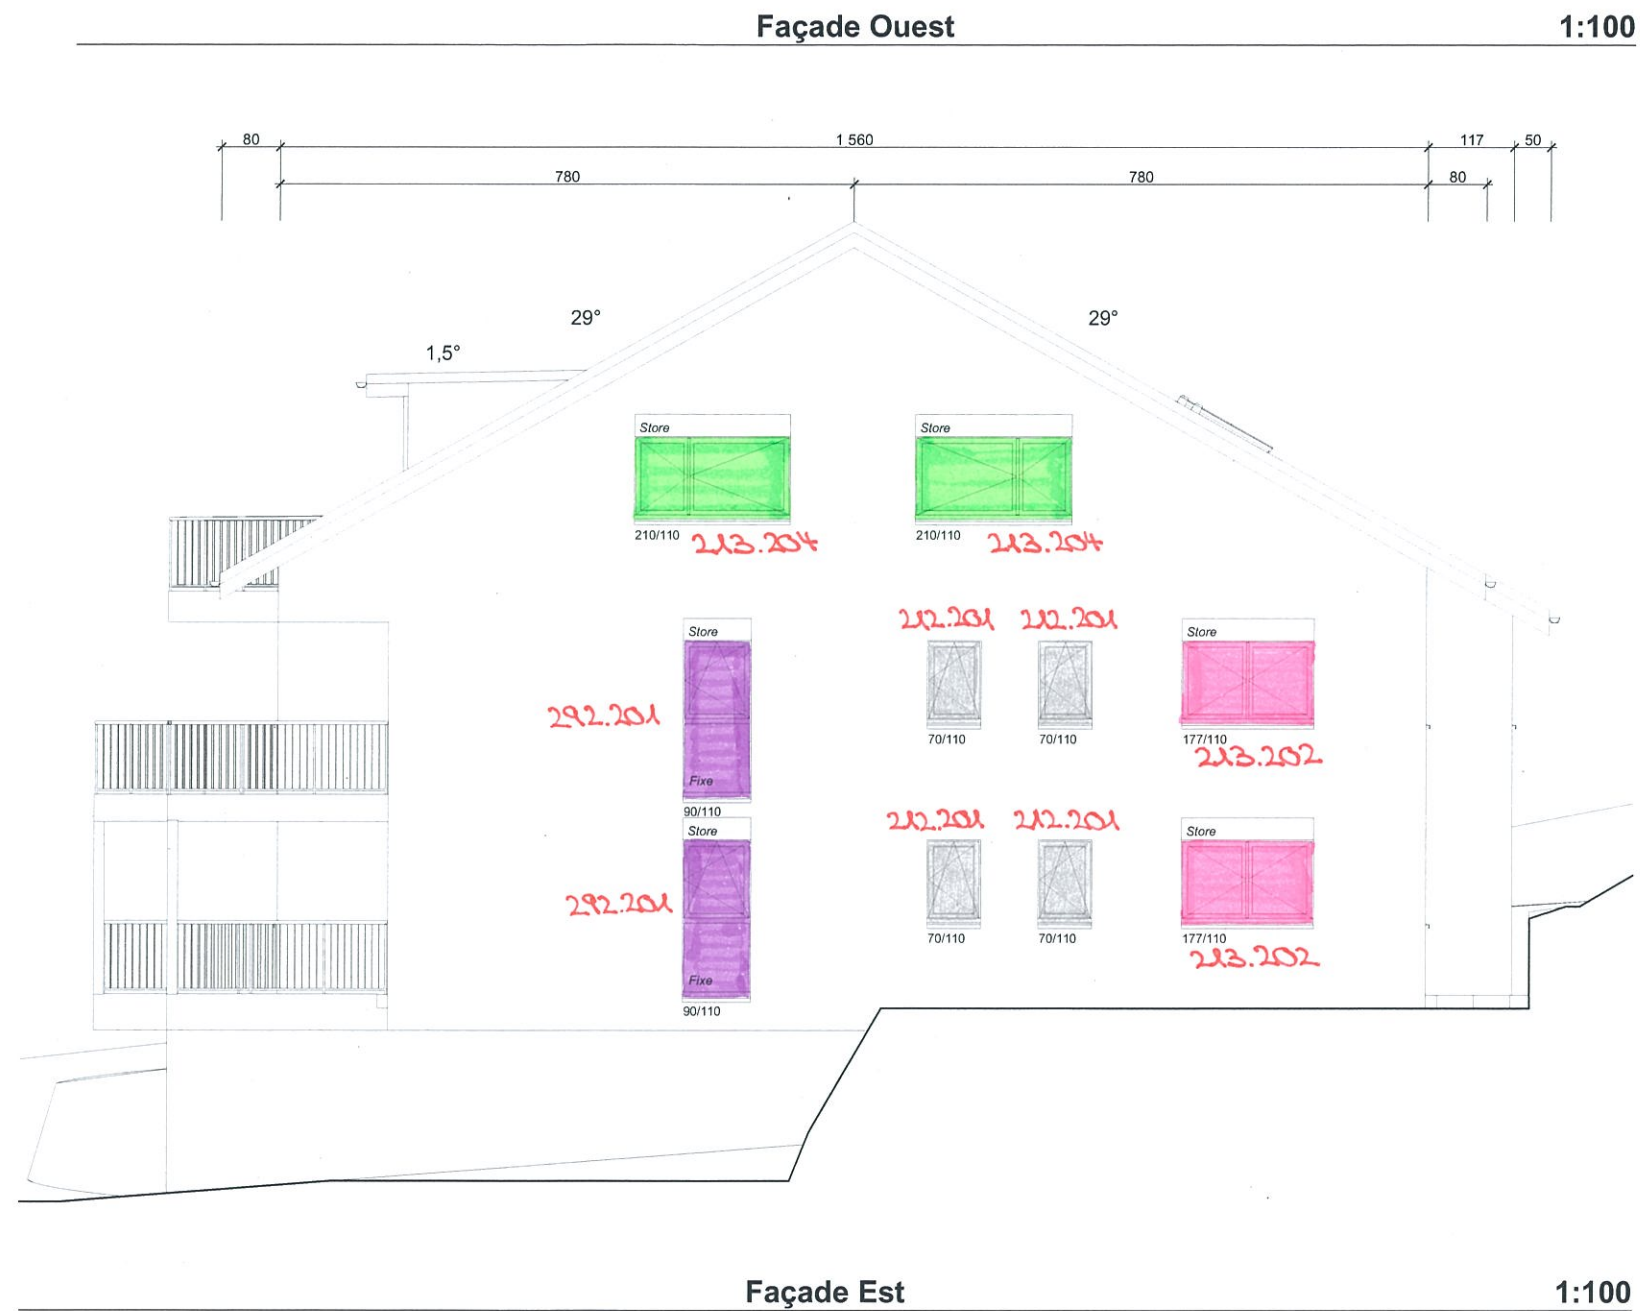 Façade Ouest 1:100
80 1 560 117 50
780 780 80
29° 29°
1,5°
Store Store
210/110 213.204 210/110 213.204
212.201 212.201
Store Store
292.201
70/110 70/110 177/110
213.202
Fixe
90/110
212.201 212.201
Store Store
292.201
70/110 70/110 177/110
213.202
Fixe
90/110
Façade Est 1:100